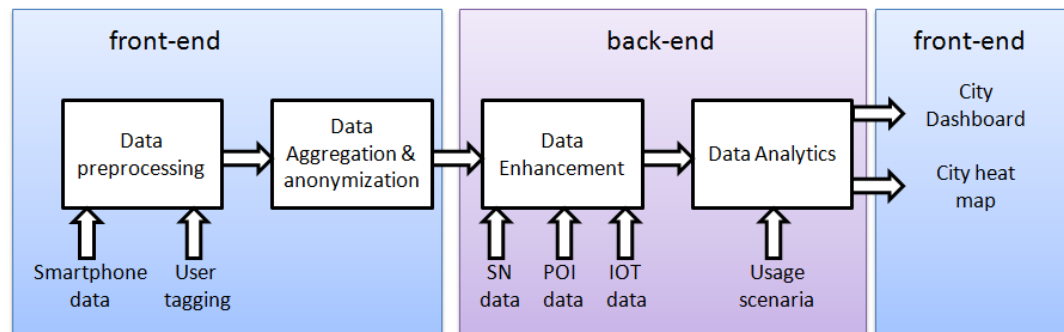 front-end
back-end
front-end
Data
preprocessing
Data
Aggregation &
anonymization
Data
Enhancement
Data Analytics
City
Dashboard
City heat
map
Smartphone
data
User
tagging
SN
data
POI
data
IOT
data
Usage
scenaria